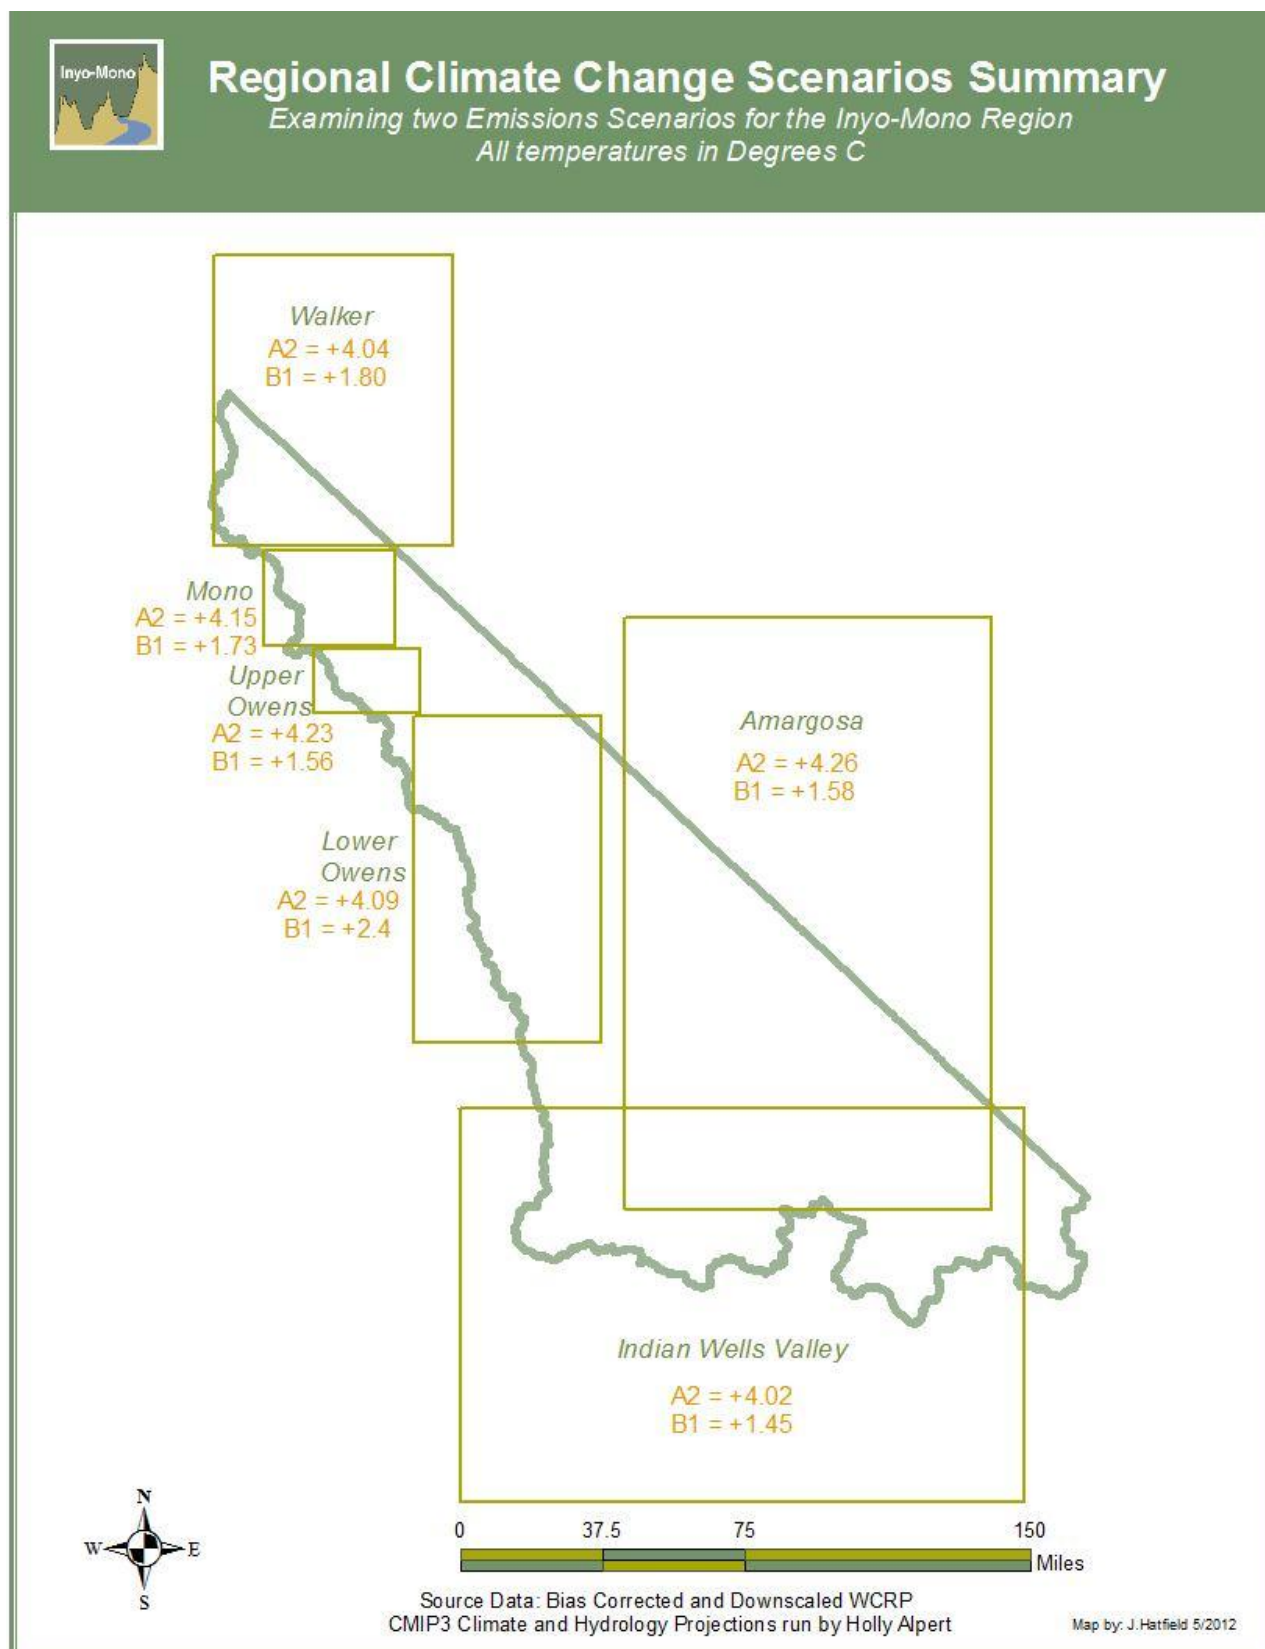 Inyo-Mono
Regional Climate Change Scenarios Summary
Examining two Emissions Scenarios for the Inyo-Mono Region
All temperatures in Degrees C
Walker
A2 = +4.04
B1 = +1.80
Mono
A2 = +4.15
B1 = +1.73
Upper
Owens
A2 = +4.23
B1 = +1.56
Amargosa
A2 = +4.26
B1 = +1.58
Lower
Owens
A2 = +4.09
B1 = +2.4
Indian Wells Valley
A2 = +4.02
B1 = +1.45
N
W E
S
0 37.5 75 150
Miles
Source Data: Bias Corrected and Downscaled WCRP
CMIP3 Climate and Hydrology Projections run by Holly Alpert
Map by: J.Hatfield 5/2012